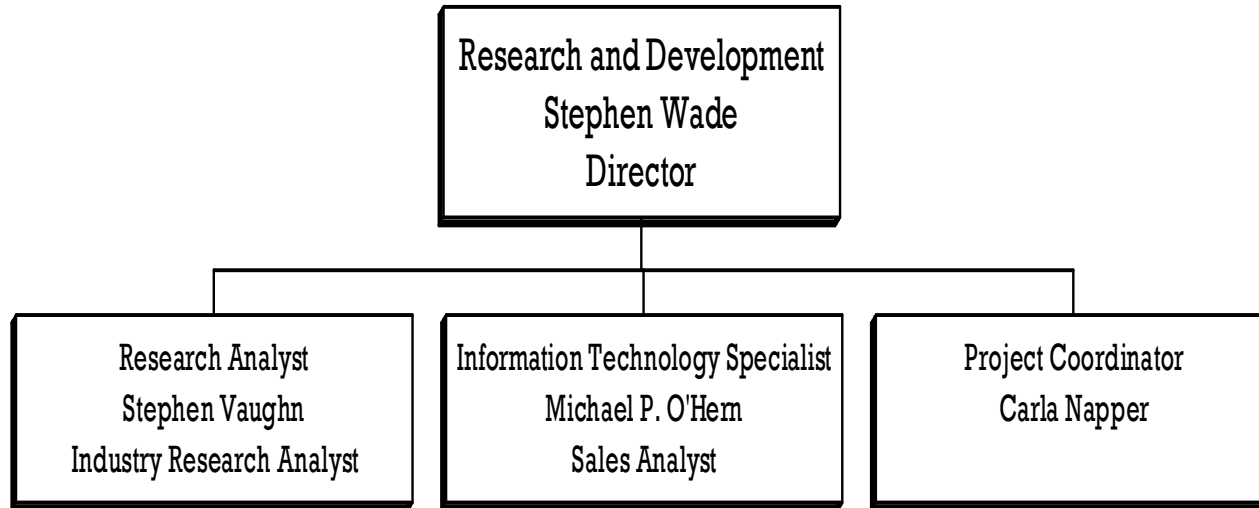 Research and Development
Stephen Wade
Director
Research Analyst
Stephen Vaughn
Industry Research Analyst
Information Technology Specialist
Michael P. O'Hern
Sales Analyst
Project Coordinator
Carla Napper